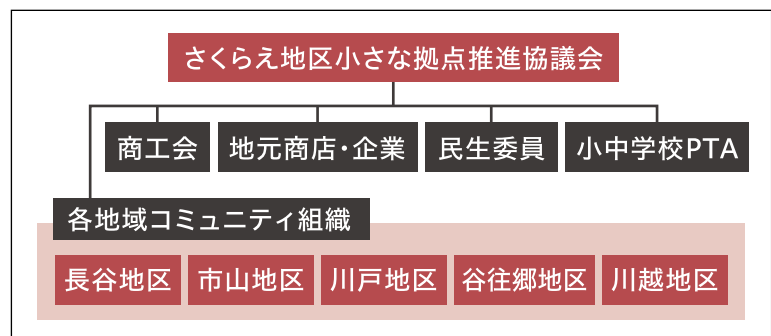 さくらえ地区小さな拠点推進協議会
商工会
地元商店・企業
民生委員
小中学校PTA
各地域コミュニティ組織
長谷地区
市山地区
川戸地区
谷往郷地区
川越地区